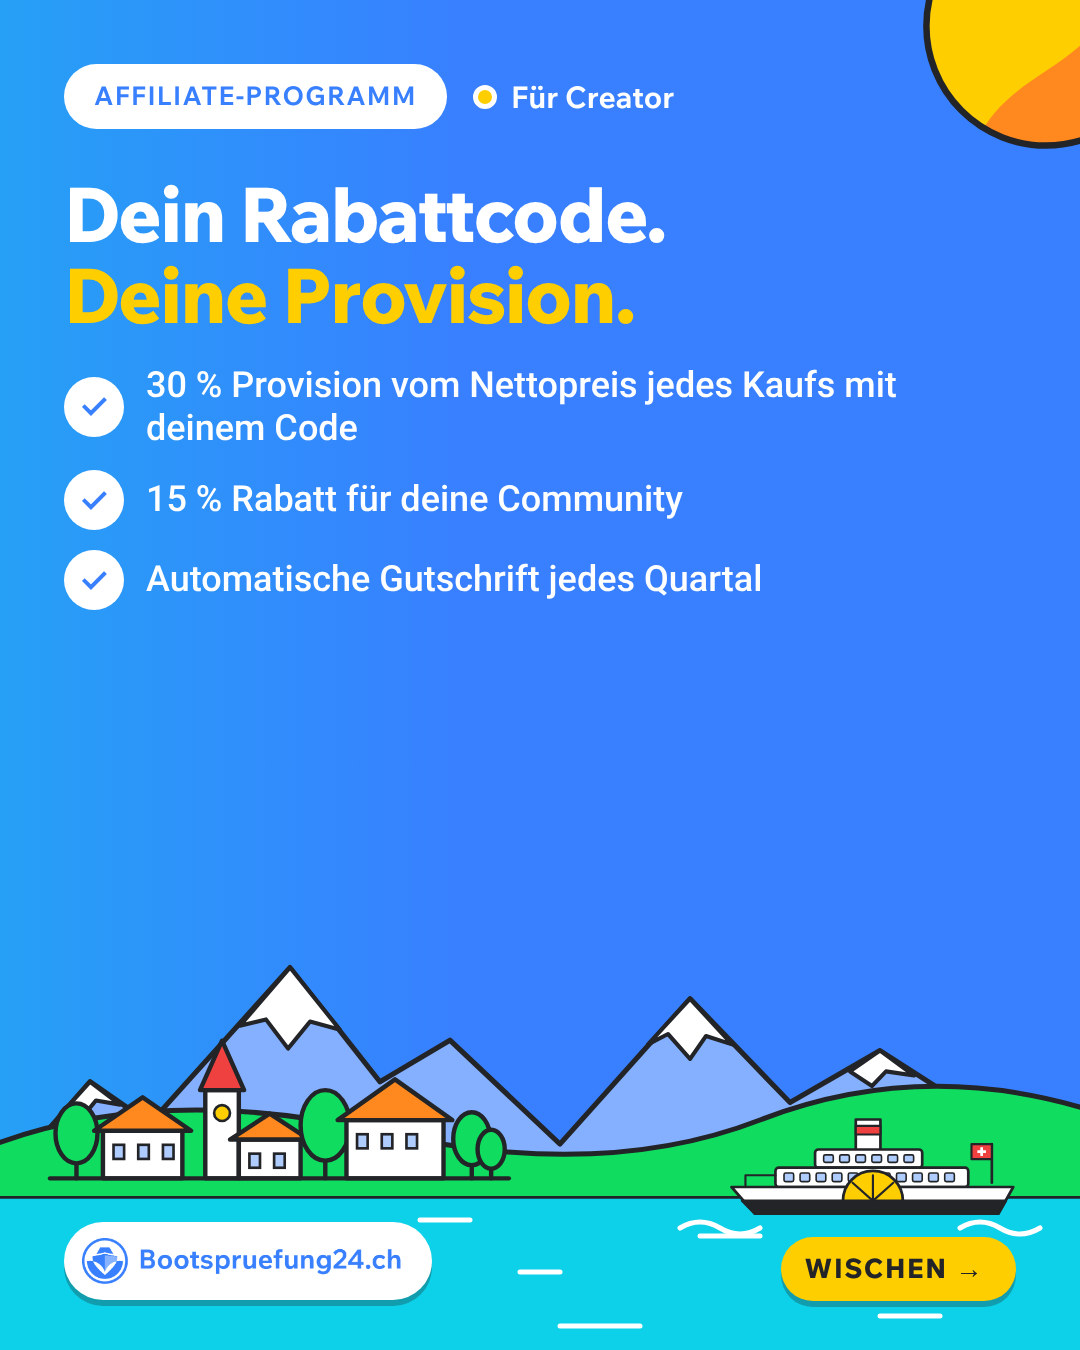 AFFILIATE-PROGRAMM
Für Creator
Dein Rabattcode.
Deine Provision.
30 % Provision vom Nettopreis jedes Kaufs mit
deinem Code
15 % Rabatt für deine Community
Automatische Gutschrift jedes Quartal
Bootspruefung24.ch
WISCHEN →